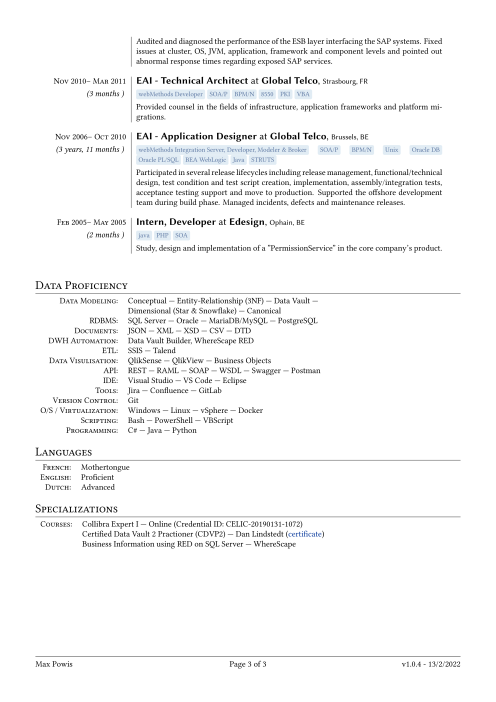 Audited and diagnosed the performance of the ESB layer interfacing the SAP systems. Fixed
issues at cluster, OS, JVM, application, framework and component levels and pointed out
abnormal response times regarding exposed SAP services.
Nov 2010– Mar 2011 EAI - Technical Architect at Global Telco, Strasbourg, FR
(3 months ) webMethods Developer SOA/P BPM/N 8550 PKI VBA
Provided counsel in the fields of infrastructure, application frameworks and platform mi-
grations.
Nov 2006– Oct 2010 EAI - Application Designer at Global Telco, Brussels, BE
(3 years, 11 months ) webMethods Integration Server, Developer, Modeler & Broker SOA/P BPM/N Unix Oracle DB
Oracle PL/SQL BEA WebLogic Java STRUTS
Participated in several release lifecycles including release management, functional/technical
design, test condition and test script creation, implementation, assembly/integration tests,
acceptance testing support and move to production. Supported the offshore development
team during build phase. Managed incidents, defects and maintenance releases.
Feb 2005– May 2005 Intern, Developer at Edesign, Ophain, BE
(2 months ) java PHP SOA
Study, design and implementation of a "PermissionService" in the core company's product.
Data Proficiency
Data Modeling: Conceptual — Entity-Relationship (3NF) — Data Vault —
Dimensional (Star & Snowflake) — Canonical
RDBMS: SQL Server — Oracle — MariaDB/MySQL — PostgreSQL
Documents: JSON — XML — XSD — CSV — DTD
DWH Automation: Data Vault Builder, WhereScape RED
ETL: SSIS — Talend
Data Visulisation: QlikSense — QlikView — Business Objects
API: REST — RAML — SOAP — WSDL — Swagger — Postman
IDE: Visual Studio — VS Code — Eclipse
Tools: Jira — Confluence — GitLab
Version Control: Git
O/S / Virtualization: Windows — Linux — vSphere — Docker
Scripting: Bash — PowerShell — VBScript
Programming: C# — Java — Python
Languages
French: Mothertongue
English: Proficient
Dutch: Advanced
Specializations
Courses: Collibra Expert I — Online (Credential ID: CELIC-20190131-1072)
Certified Data Vault 2 Practioner (CDVP2) — Dan Lindstedt (certificate)
Business Information using RED on SQL Server — WhereScape
Max Powis Page 3 of 3 v1.0.4 - 13/2/2022